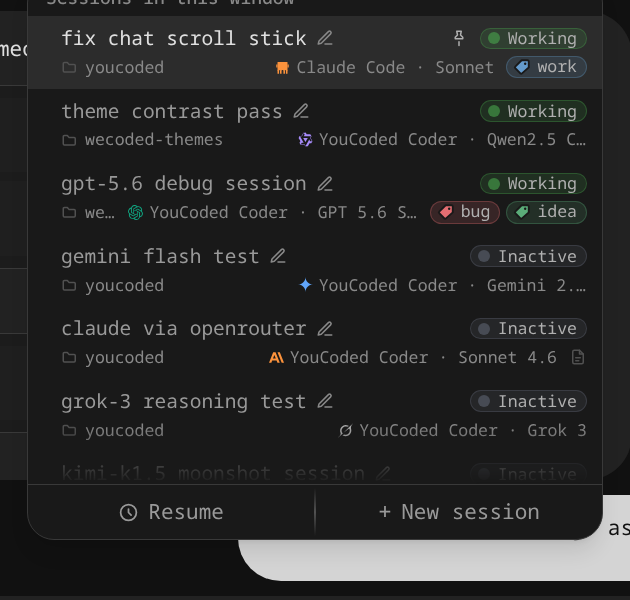 Sessions in this window
med
fix chat scroll stick Working
youcoded Claude Code · Sonnet work
theme contrast pass Working
wecoded-themes YouCoded Coder · Qwen2.5 C…
gpt-5.6 debug session Working
we… YouCoded Coder · GPT 5.6 S… bug idea
gemini flash test Inactive
youcoded YouCoded Coder · Gemini 2.…
claude via openrouter Inactive
youcoded YouCoded Coder · Sonnet 4.6
grok-3 reasoning test Inactive
youcoded YouCoded Coder · Grok 3
kimi-k1.5 moonshot session Inactive
Resume + New session
as